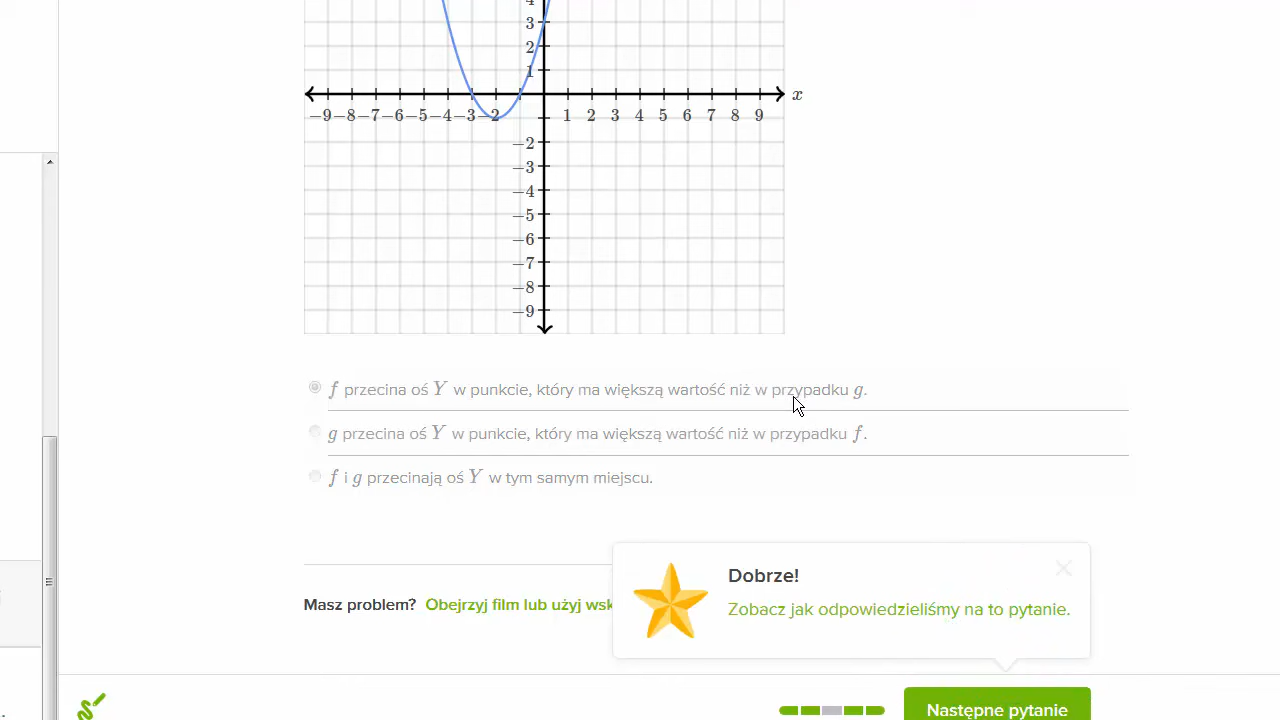 4
3
2
1
x
−9 −8 −7 −6 −5 −4 −3 −2 1 2 3 4 5 6 7 8 9
−2
−3
−4
−5
−6
−7
−8
−9
f przecina oś Y w punkcie, który ma większą wartość niż w przypadku g.
g przecina oś Y w punkcie, który ma większą wartość niż w przypadku f.
f i g przecinają oś Y w tym samym miejscu.
Dobrze!
Zobacz jak odpowiedzieliśmy na to pytanie.
Masz problem? Obejrzyj film lub użyj wsk
Następne pytanie